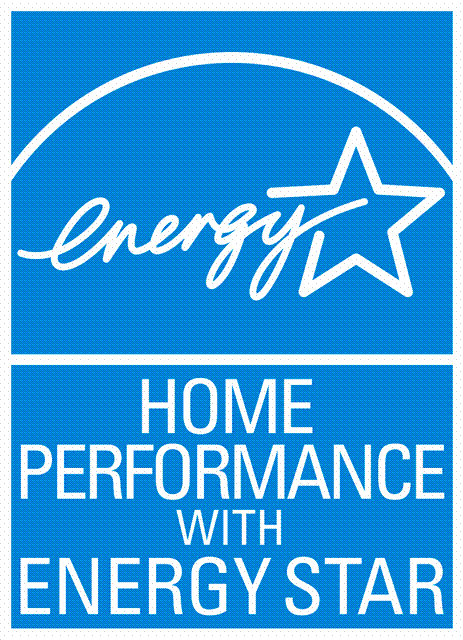 energy
HOME
PERFORMANCE
WITH
ENERGY STAR